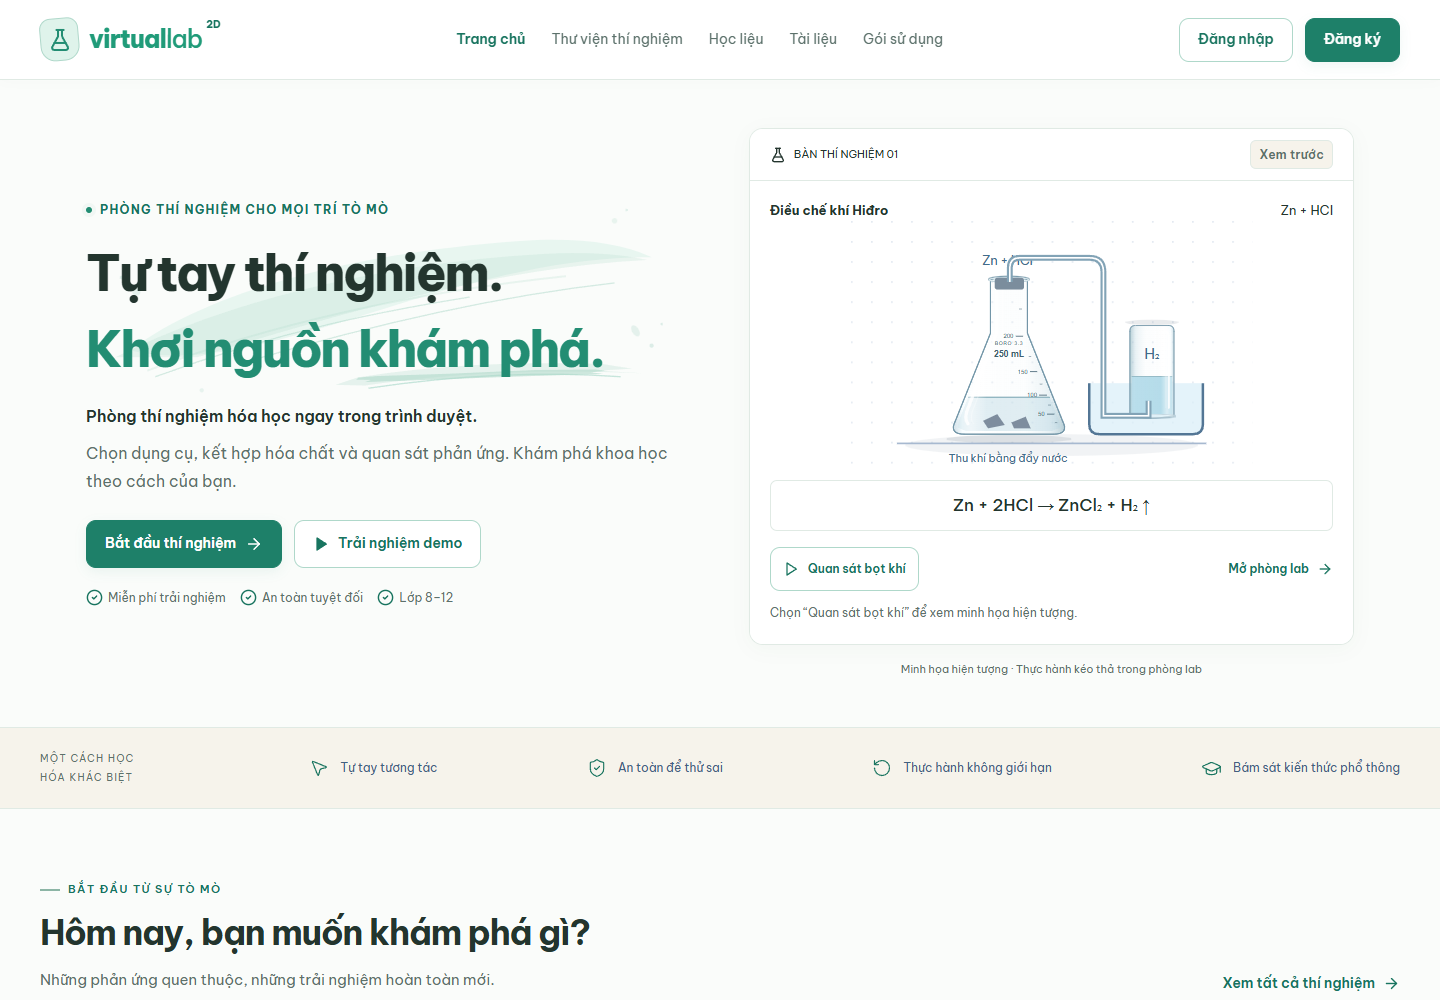 virtuallab 2D
Trang chủ
Thư viện thí nghiệm
Học liệu
Tài liệu
Gói sử dụng
Đăng nhập
Đăng ký
PHÒNG THÍ NGHIỆM CHO MỌI TRÍ TÒ MÒ
Tự tay thí nghiệm.
Khơi nguồn khám phá.
Phòng thí nghiệm hóa học ngay trong trình duyệt.
Chọn dụng cụ, kết hợp hóa chất và quan sát phản ứng. Khám phá khoa học
theo cách của bạn.
Bắt đầu thí nghiệm
Trải nghiệm demo
Miễn phí trải nghiệm
An toàn tuyệt đối
Lớp 8–12
BÀN THÍ NGHIỆM 01
Xem trước
Điều chế khí Hiđro
Zn + HCl
Zn + HCl
200
BORO 3.3
250 mL
150
100
50
H₂
Thu khí bằng đẩy nước
Zn + 2HCl → ZnCl₂ + H₂ ↑
Quan sát bọt khí
Mở phòng lab
Chọn “Quan sát bọt khí” để xem minh họa hiện tượng.
Minh họa hiện tượng · Thực hành kéo thả trong phòng lab
MỘT CÁCH HỌC
HÓA KHÁC BIỆT
Tự tay tương tác
An toàn để thử sai
Thực hành không giới hạn
Bám sát kiến thức phổ thông
BẮT ĐẦU TỪ SỰ TÒ MÒ
Hôm nay, bạn muốn khám phá gì?
Những phản ứng quen thuộc, những trải nghiệm hoàn toàn mới.
Xem tất cả thí nghiệm